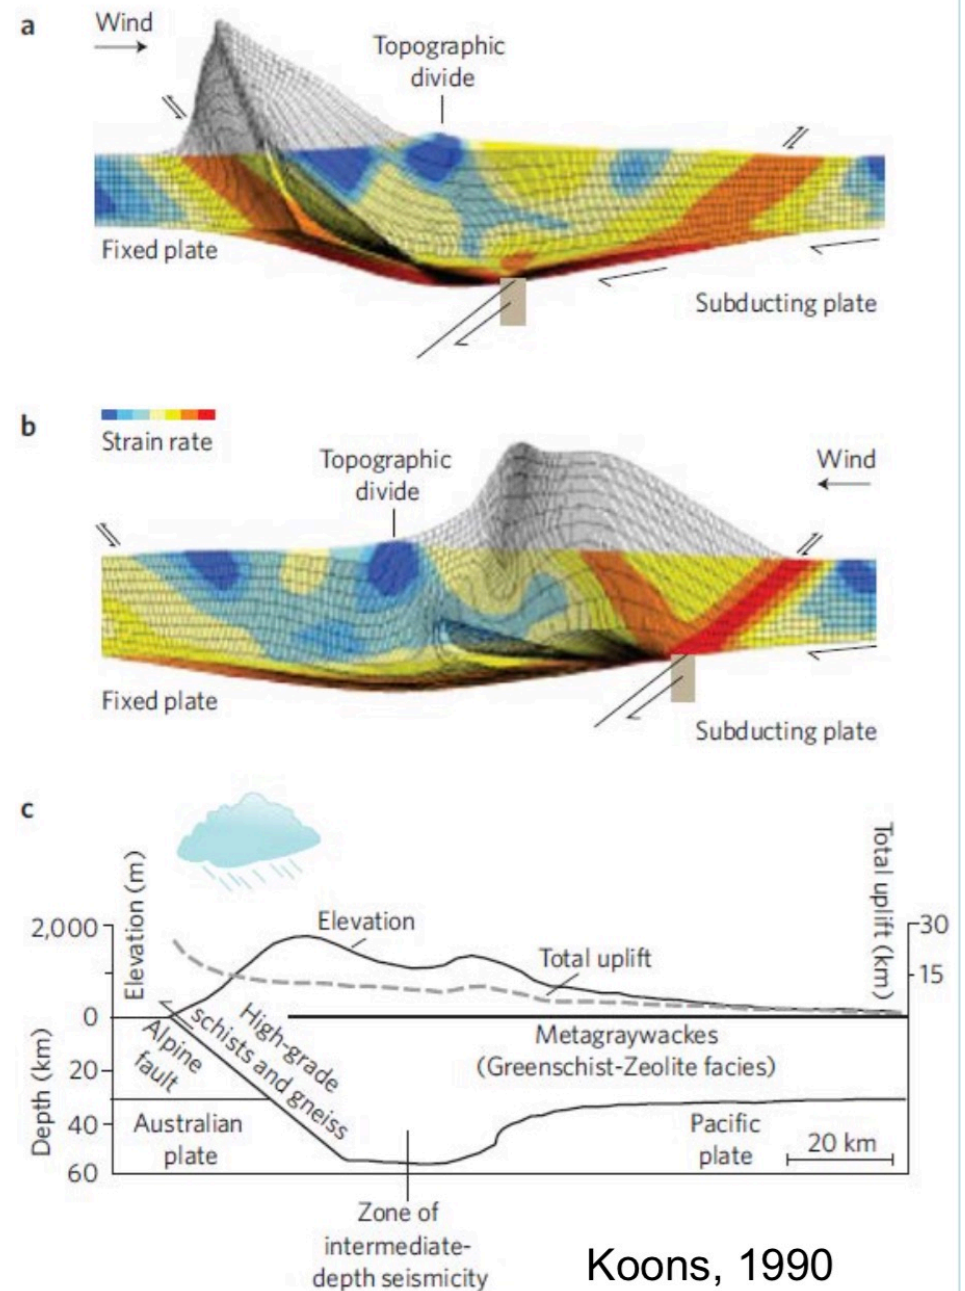 a
Wind
Topographic
divide
Fixed plate
Subducting plate
b
Strain rate
Topographic
divide
Wind
Fixed plate
Subducting plate
c
Elevation (m)
Total uplift (km)
2,000
Elevation
30
Total uplift
15
0
Alpine
fault
High-grade
schists and gneiss
Metagraywackes
(Greenschist-Zeolite facies)
Depth (km)
20
40
60
Australian
plate
Pacific
plate
20 km
Zone of
intermediate-
depth seismicity
Koons, 1990